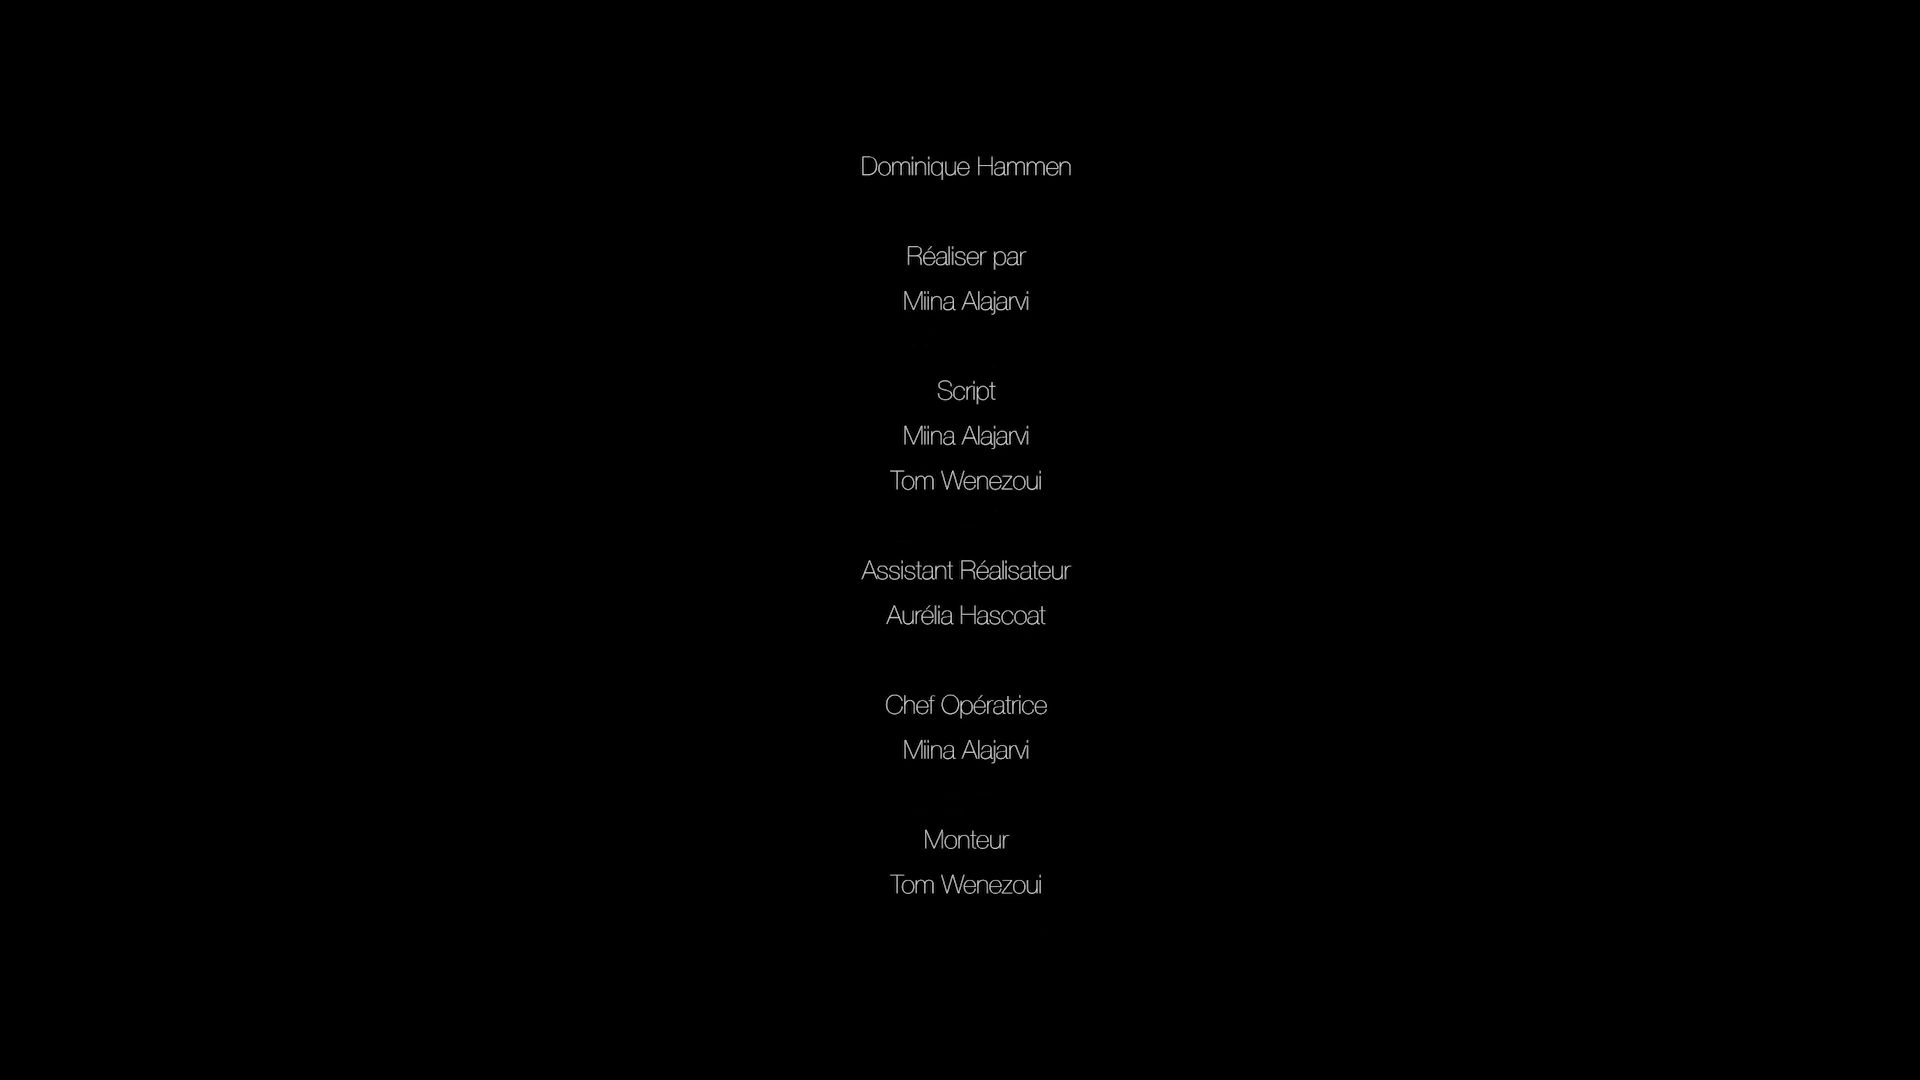 Dominique Hammen
Réaliser par
Miina Alajarvi
Script
Miina Alajarvi
Tom Wenezoui
Assistant Réalisateur
Aurélia Hascoat
Chef Opératrice
Miina Alajarvi
Monteur
Tom Wenezoui